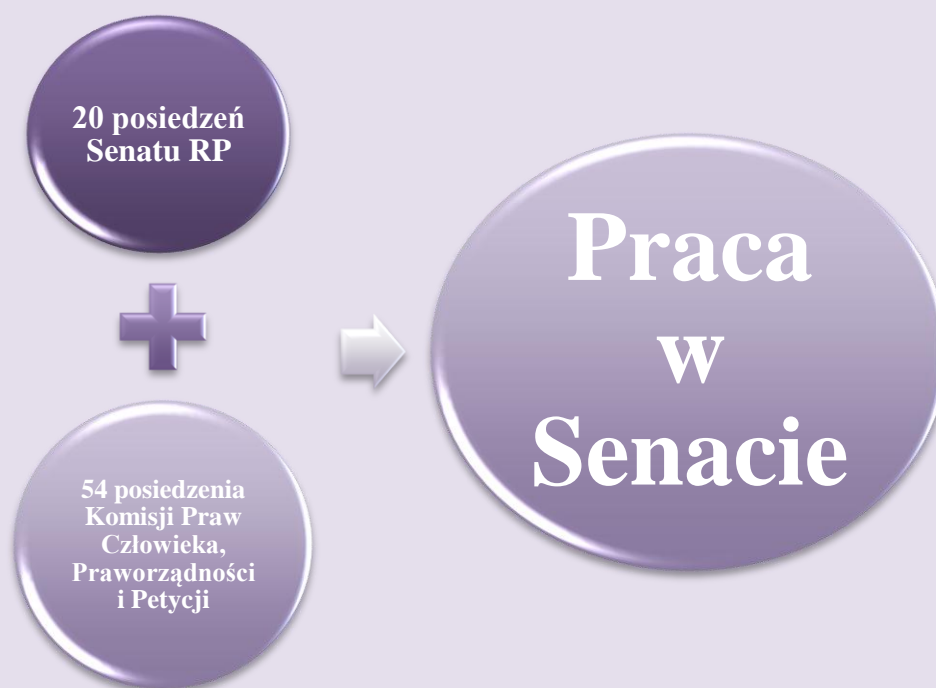 20 posiedzeń
Senatu RP
54 posiedzenia
Komisji Praw
Człowieka,
Praworządności
i Petycji
Praca
w
Senacie